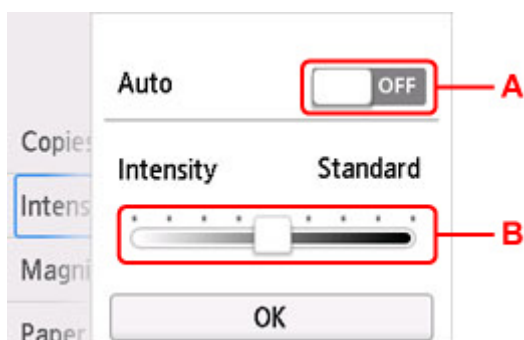 Auto
OFF
A
Copies
Intensity
Standard
Intens
B
Magni
OK
Paper